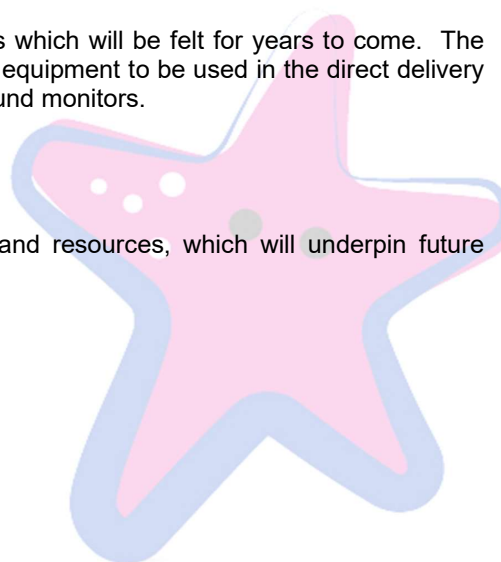 s which will be felt for years to come. The
equipment to be used in the direct delivery
und monitors.
and resources, which will underpin future